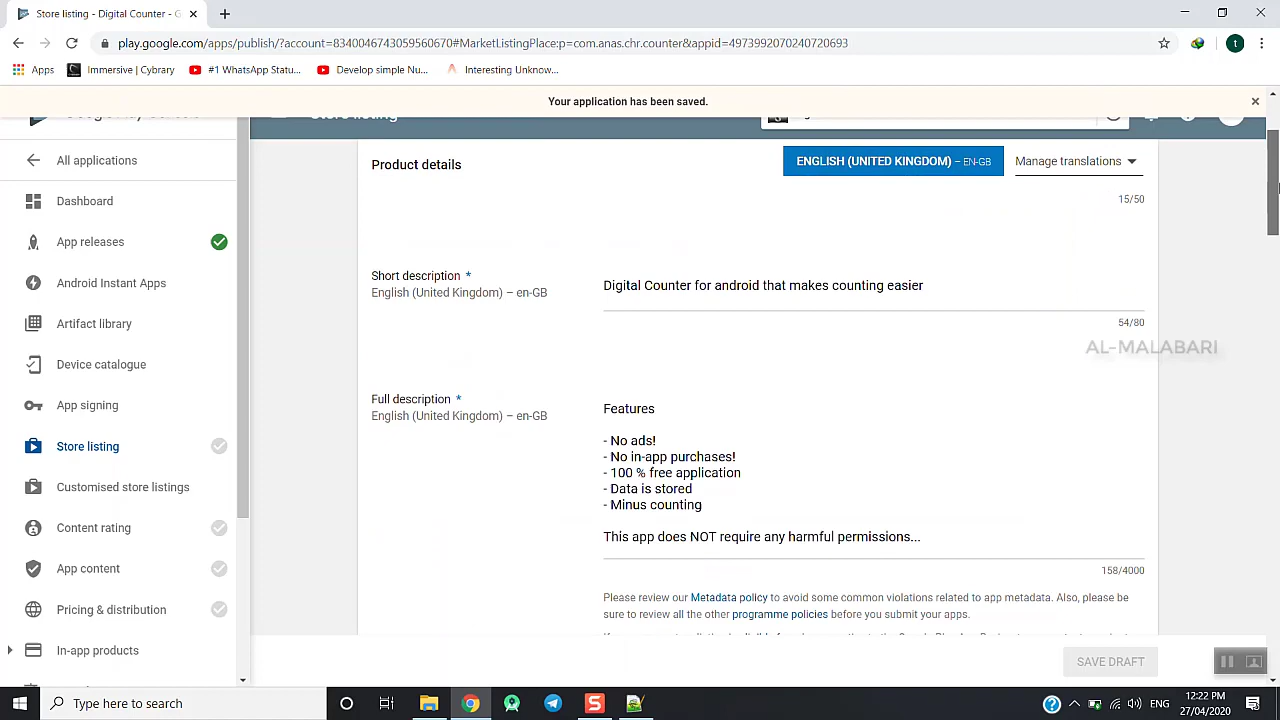 Store listing - Digital Counter - G
play.google.com/apps/publish/?account=8340046743059560670#MarketListingPlace:p=com.anas.chr.counter&appid=4973992070240720693
t
Apps
Immersive | Cybrary
#1 WhatsApp Statu...
Develop simple Nu...
Interesting Unknow...
Your application has been saved.
All applications
Dashboard
App releases
Android Instant Apps
Artifact library
Device catalogue
App signing
Store listing
Customised store listings
Content rating
App content
Pricing & distribution
In-app products
Product details
ENGLISH (UNITED KINGDOM) – EN-GB
Manage translations
15/50
Short description *
English (United Kingdom) – en-GB
Digital Counter for android that makes counting easier
54/80
AL-MALABARI
Full description *
English (United Kingdom) – en-GB
Features
- No ads!
- No in-app purchases!
- 100 % free application
- Data is stored
- Minus counting
This app does NOT require any harmful permissions...
158/4000
Please review our Metadata policy to avoid some common violations related to app metadata. Also, please be
sure to review all the other programme policies before you submit your apps.
SAVE DRAFT
Type here to search
ENG
12:22 PM
27/04/2020